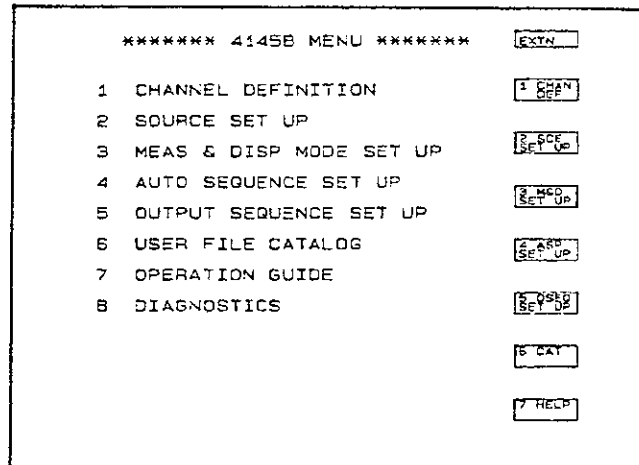 ******* 4145B MENU *******
1 CHANNEL DEFINITION
2 SOURCE SET UP
3 MEAS & DISP MODE SET UP
4 AUTO SEQUENCE SET UP
5 OUTPUT SEQUENCE SET UP
6 USER FILE CATALOG
7 OPERATION GUIDE
8 DIAGNOSTICS
EXTN
1 CHAN
DEF
2 SCE
SET UP
3 MSD
SET UP
4 ASP
SET UP
5 OSEQ
SET UP
6 CAT
7 HELP